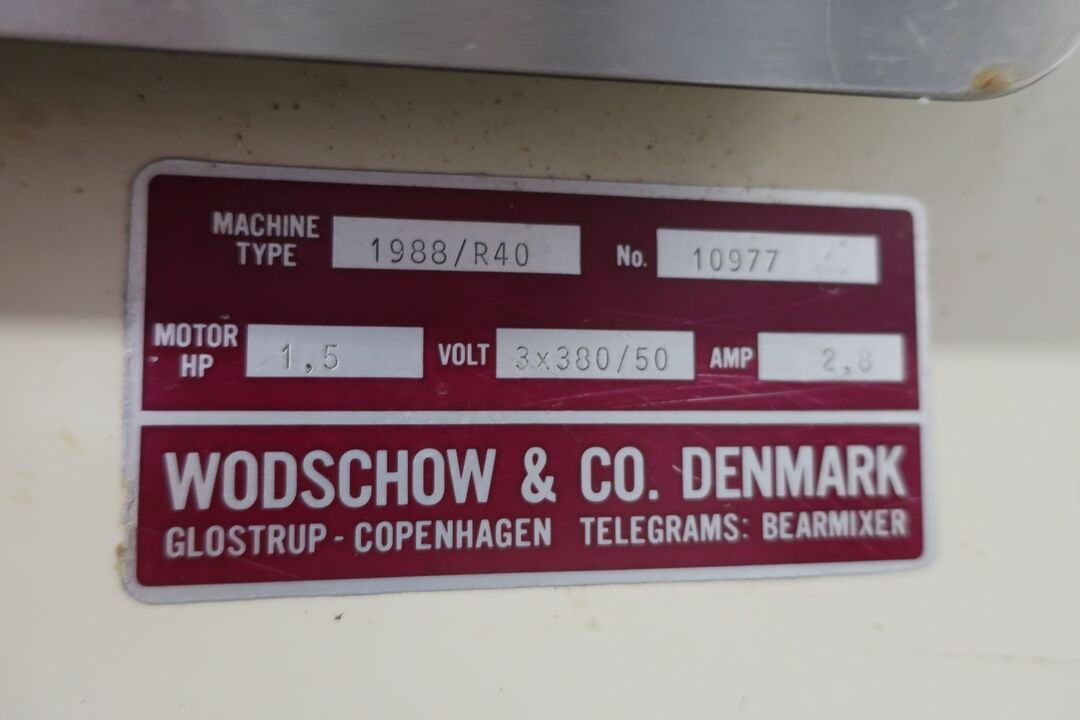 MACHINE TYPE 1988/R40 No. 10977
MOTOR HP 1,5 VOLT 3x380/50 AMP 2,8
WODSCHOW & CO. DENMARK
GLOSTRUP - COPENHAGEN TELEGRAMS: BEARMIXER